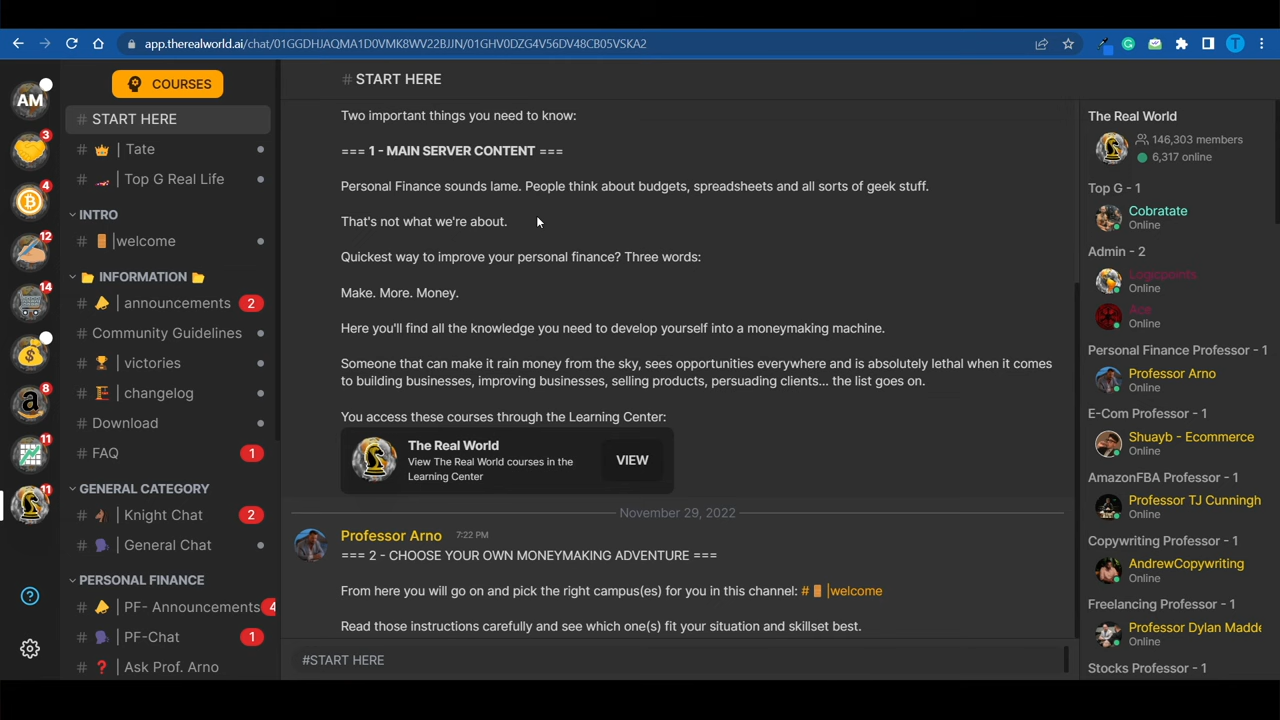 app.therealworld.ai/chat/01GGDHJAQMA1D0VMK8WV22BJJN/01GHV0DZG4V56DV48CB05VSKA2
T
AM
3
4
12
14
8
11
11
COURSES
# START HERE
# | Tate
# | Top G Real Life
INTRO
# |welcome
INFORMATION
# | announcements 2
# Community Guidelines
# | victories
# | changelog
# Download
# FAQ 1
GENERAL CATEGORY
# | Knight Chat 2
# | General Chat
PERSONAL FINANCE
# | PF- Announcements 4
# | PF-Chat 1
# | Ask Prof. Arno
# START HERE
Two important things you need to know:
=== 1 - MAIN SERVER CONTENT ===
Personal Finance sounds lame. People think about budgets, spreadsheets and all sorts of geek stuff.
That's not what we're about.
Quickest way to improve your personal finance? Three words:
Make. More. Money.
Here you'll find all the knowledge you need to develop yourself into a moneymaking machine.
Someone that can make it rain money from the sky, sees opportunities everywhere and is absolutely lethal when it comes
to building businesses, improving businesses, selling products, persuading clients... the list goes on.
You access these courses through the Learning Center:
The Real World
View The Real World courses in the
Learning Center
VIEW
November 29, 2022
Professor Arno 7:22 PM
=== 2 - CHOOSE YOUR OWN MONEYMAKING ADVENTURE ===
From here you will go on and pick the right campus(es) for you in this channel: # |welcome
Read those instructions carefully and see which one(s) fit your situation and skillset best.
#START HERE
The Real World
146,303 members
6,317 online
Top G - 1
Cobratate
Online
Admin - 2
Logicpoints
Online
Ace
Online
Personal Finance Professor - 1
Professor Arno
Online
E-Com Professor - 1
Shuayb - Ecommerce
Online
AmazonFBA Professor - 1
Professor TJ Cunningh
Online
Copywriting Professor - 1
AndrewCopywriting
Online
Freelancing Professor - 1
Professor Dylan Madde
Online
Stocks Professor - 1